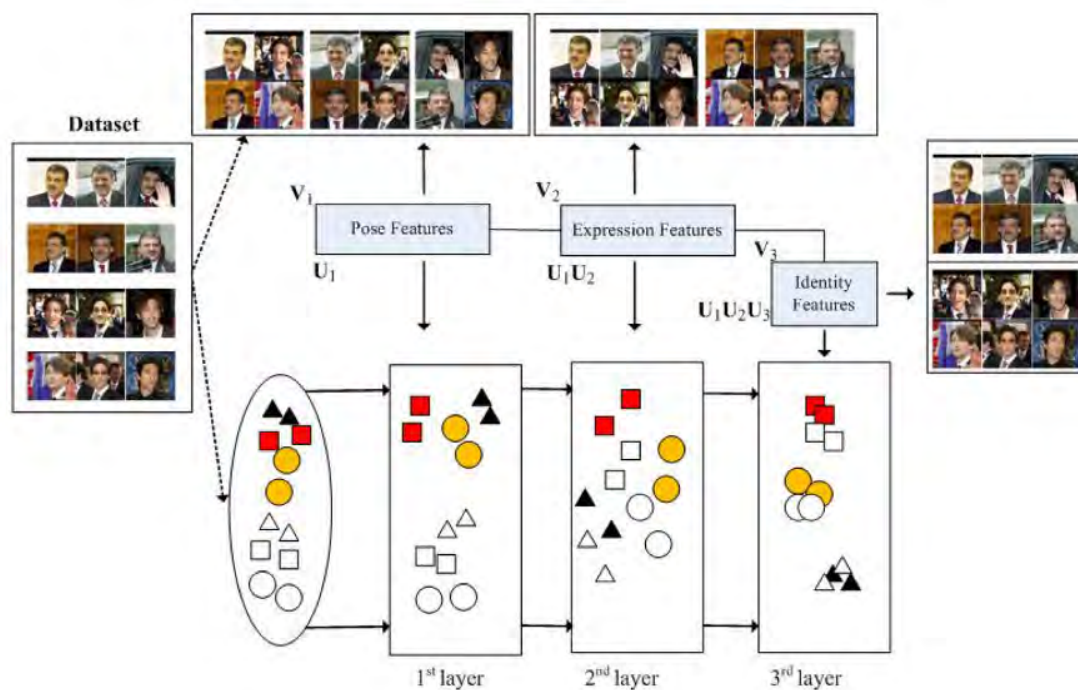 Dataset
V1
Pose Features
U1
V2
Expression Features
U1U2
V3
Identity
Features
U1U2U3
1st layer
2nd layer
3rd layer